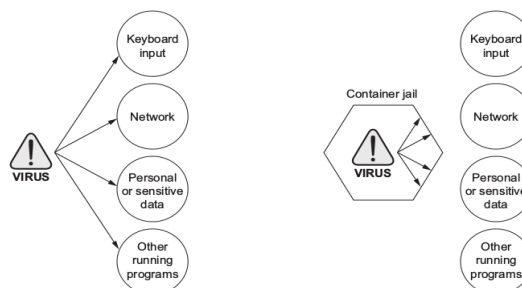 Keyboard
input
Network
VIRUS
Personal
or sensitive
data
Other
running
programs
Container jail
VIRUS
Keyboard
input
Network
Personal
or sensitive
data
Other
running
programs